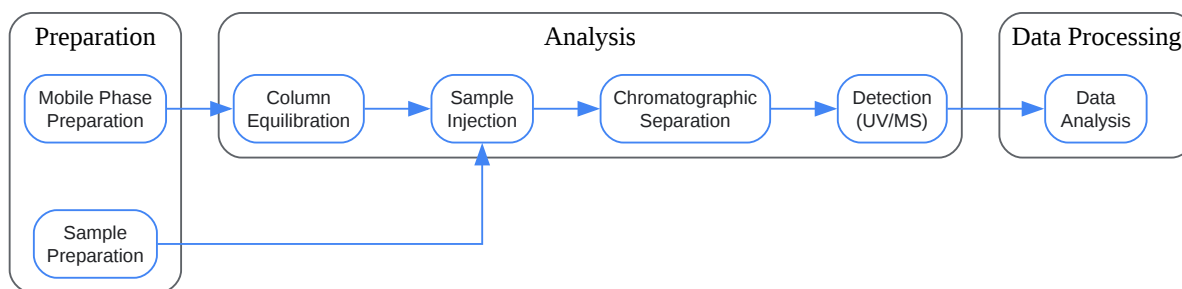 Preparation
Mobile Phase
Preparation
Sample
Preparation
Analysis
Column
Equilibration
Sample
Injection
Chromatographic
Separation
Detection
(UV/MS)
Data Processing
Data
Analysis